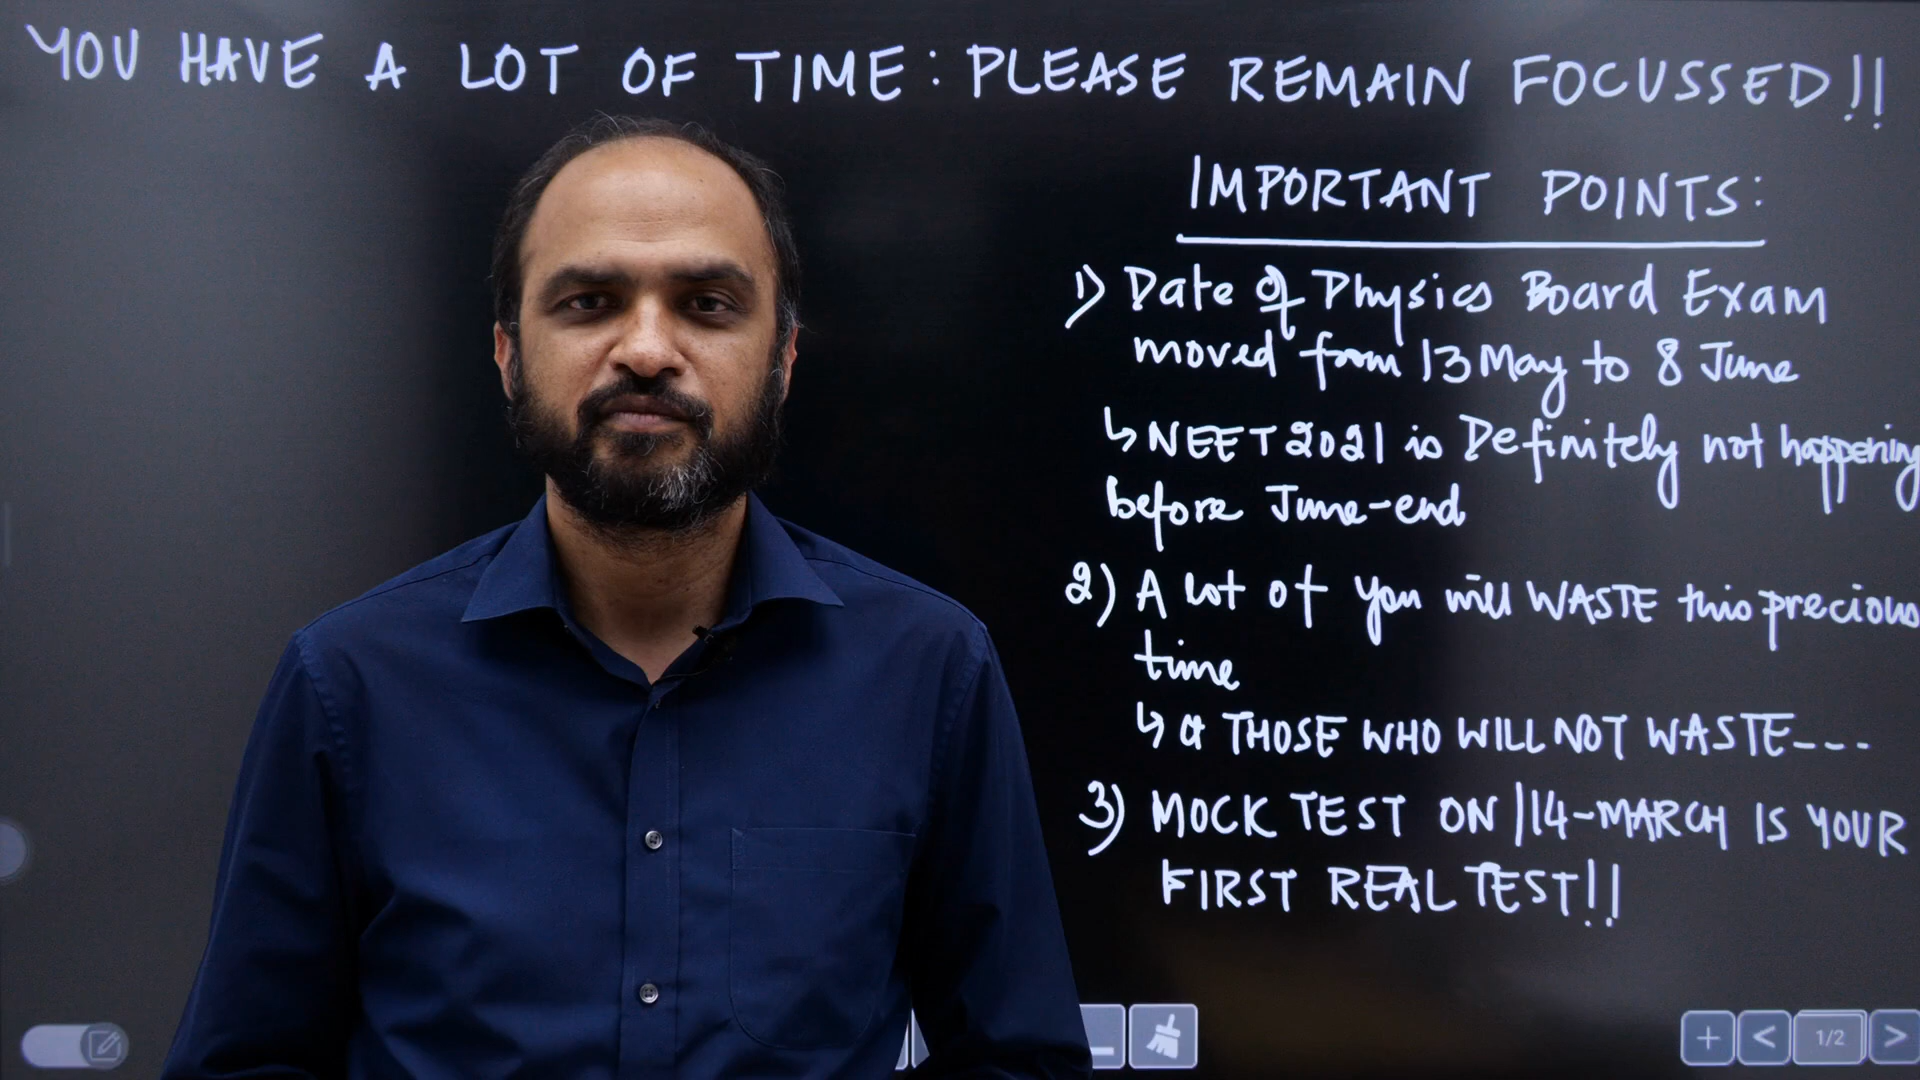 YOU HAVE A LOT OF TIME: PLEASE REMAIN FOCUSSED!!
IMPORTANT POINTS:
1) Date of Physics Board Exam
moved from 13 May to 8 June
↳ NEET 2021 is Definitely not happening
before June-end
2) A lot of you will WASTE this precious
time
↳ & THOSE WHO WILL NOT WASTE---
3) MOCK TEST ON 14-MARCH IS YOUR
FIRST REAL TEST!!
1/2